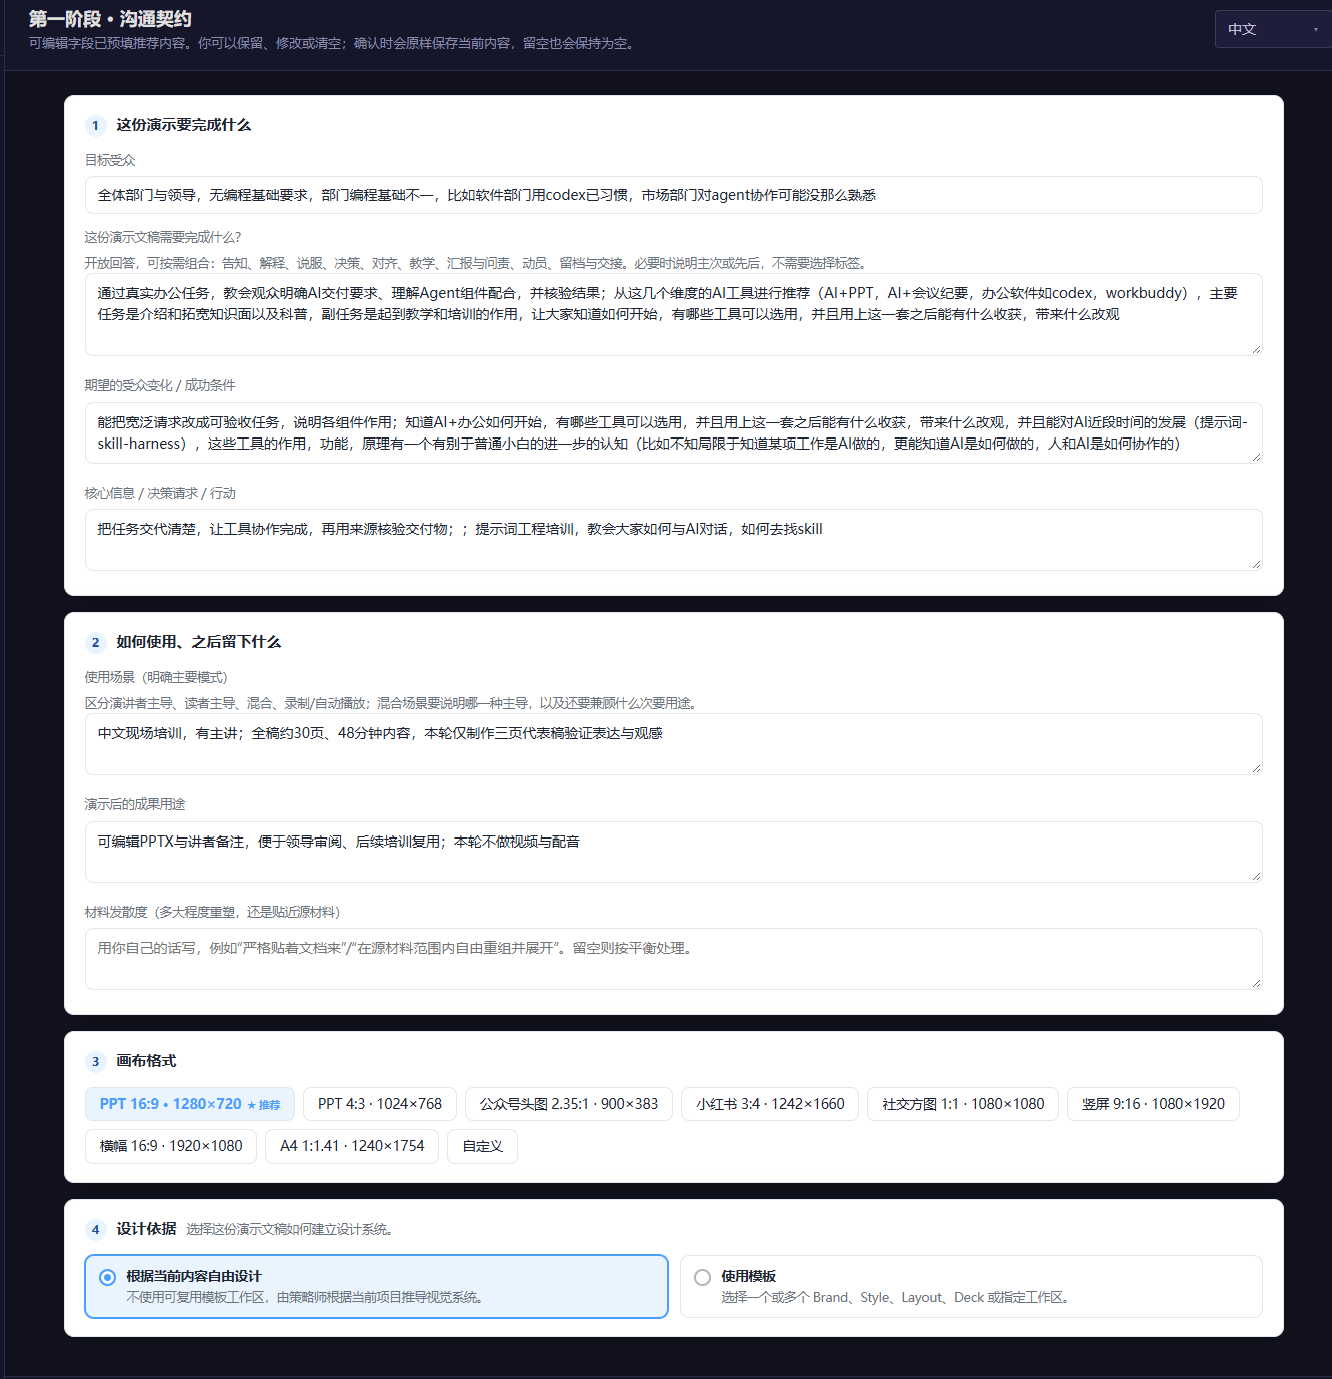 第一阶段 • 沟通契约
可编辑字段已预填推荐内容。你可以保留、修改或清空；确认时会原样保存当前内容，留空也会保持为空。
中文
1 这份演示要完成什么
目标受众
全体部门与领导，无编程基础要求，部门编程基础不一，比如软件部门用codex已习惯，市场部门对agent协作可能没那么熟悉
这份演示文稿需要完成什么？
开放回答，可按需组合：告知、解释、说服、决策、对齐、教学、汇报与问责、动员、留档与交接。必要时说明主次或先后，不需要选择标签。
通过真实办公任务，教会观众明确AI交付要求、理解Agent组件配合，并核验结果；从这几个维度的AI工具进行推荐（AI+PPT，AI+会议纪要，办公软件如codex，workbuddy），主要
任务是介绍和拓宽知识面以及科普，副任务是起到教学和培训的作用，让大家知道如何开始，有哪些工具可以选用，并且用上这一套之后能有什么收获，带来什么改观
期望的受众变化 / 成功条件
能把宽泛请求改成可验收任务，说明各组件作用；知道AI+办公如何开始，有哪些工具可以选用，并且用上这一套之后能有什么收获，带来什么改观，并且能对AI近段时间的发展（提示词-
skill-harness），这些工具的作用，功能，原理有一个有别于普通小白的进一步的认知（比如不知局限于知道某项工作是AI做的，更能知道AI是如何做的，人和AI是如何协作的）
核心信息 / 决策请求 / 行动
把任务交代清楚，让工具协作完成，再用来源核验交付物；；提示词工程培训，教会大家如何与AI对话，如何去找skill
2 如何使用、之后留下什么
使用场景（明确主要模式）
区分演讲者主导、读者主导、混合、录制/自动播放；混合场景要说明哪一种主导，以及还要兼顾什么次要用途。
中文现场培训，有主讲；全稿约30页、48分钟内容，本轮仅制作三页代表稿验证表达与观感
演示后的成果用途
可编辑PPTX与讲者备注，便于领导审阅、后续培训复用；本轮不做视频与配音
材料发散度（多大程度重塑，还是贴近源材料）
用你自己的话写，例如“严格贴着文档来”/“在源材料范围内自由重组并展开”。留空则按平衡处理。
3 画布格式
PPT 16:9 • 1280×720 ★ 推荐
PPT 4:3 · 1024×768
公众号头图 2.35:1 · 900×383
小红书 3:4 · 1242×1660
社交方图 1:1 · 1080×1080
竖屏 9:16 · 1080×1920
横幅 16:9 · 1920×1080
A4 1:1.41 · 1240×1754
自定义
4 设计依据 选择这份演示文稿如何建立设计系统。
根据当前内容自由设计
不使用可复用模板工作区，由策略师根据当前项目推导视觉系统。
使用模板
选择一个或多个 Brand、Style、Layout、Deck 或指定工作区。